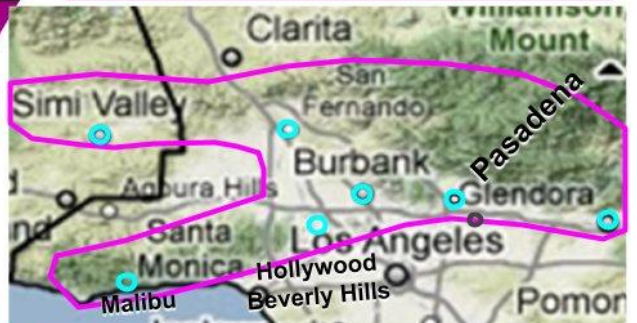 Williamson
Mount
Clarita
San
Fernando
Simi Valley
Pasadena
Burbank
Agoura Hills
Glendora
Santa
Monica
Los Angeles
Hollywood
Beverly Hills
Malibu
Pomon